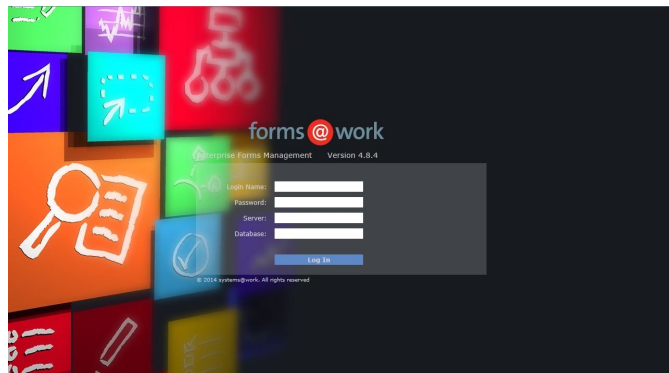 forms@work
Enterprise Forms Management Version 4.8.4
Login Name:
Password:
Server:
Database:
Log In
© 2014 systems@work. All rights reserved